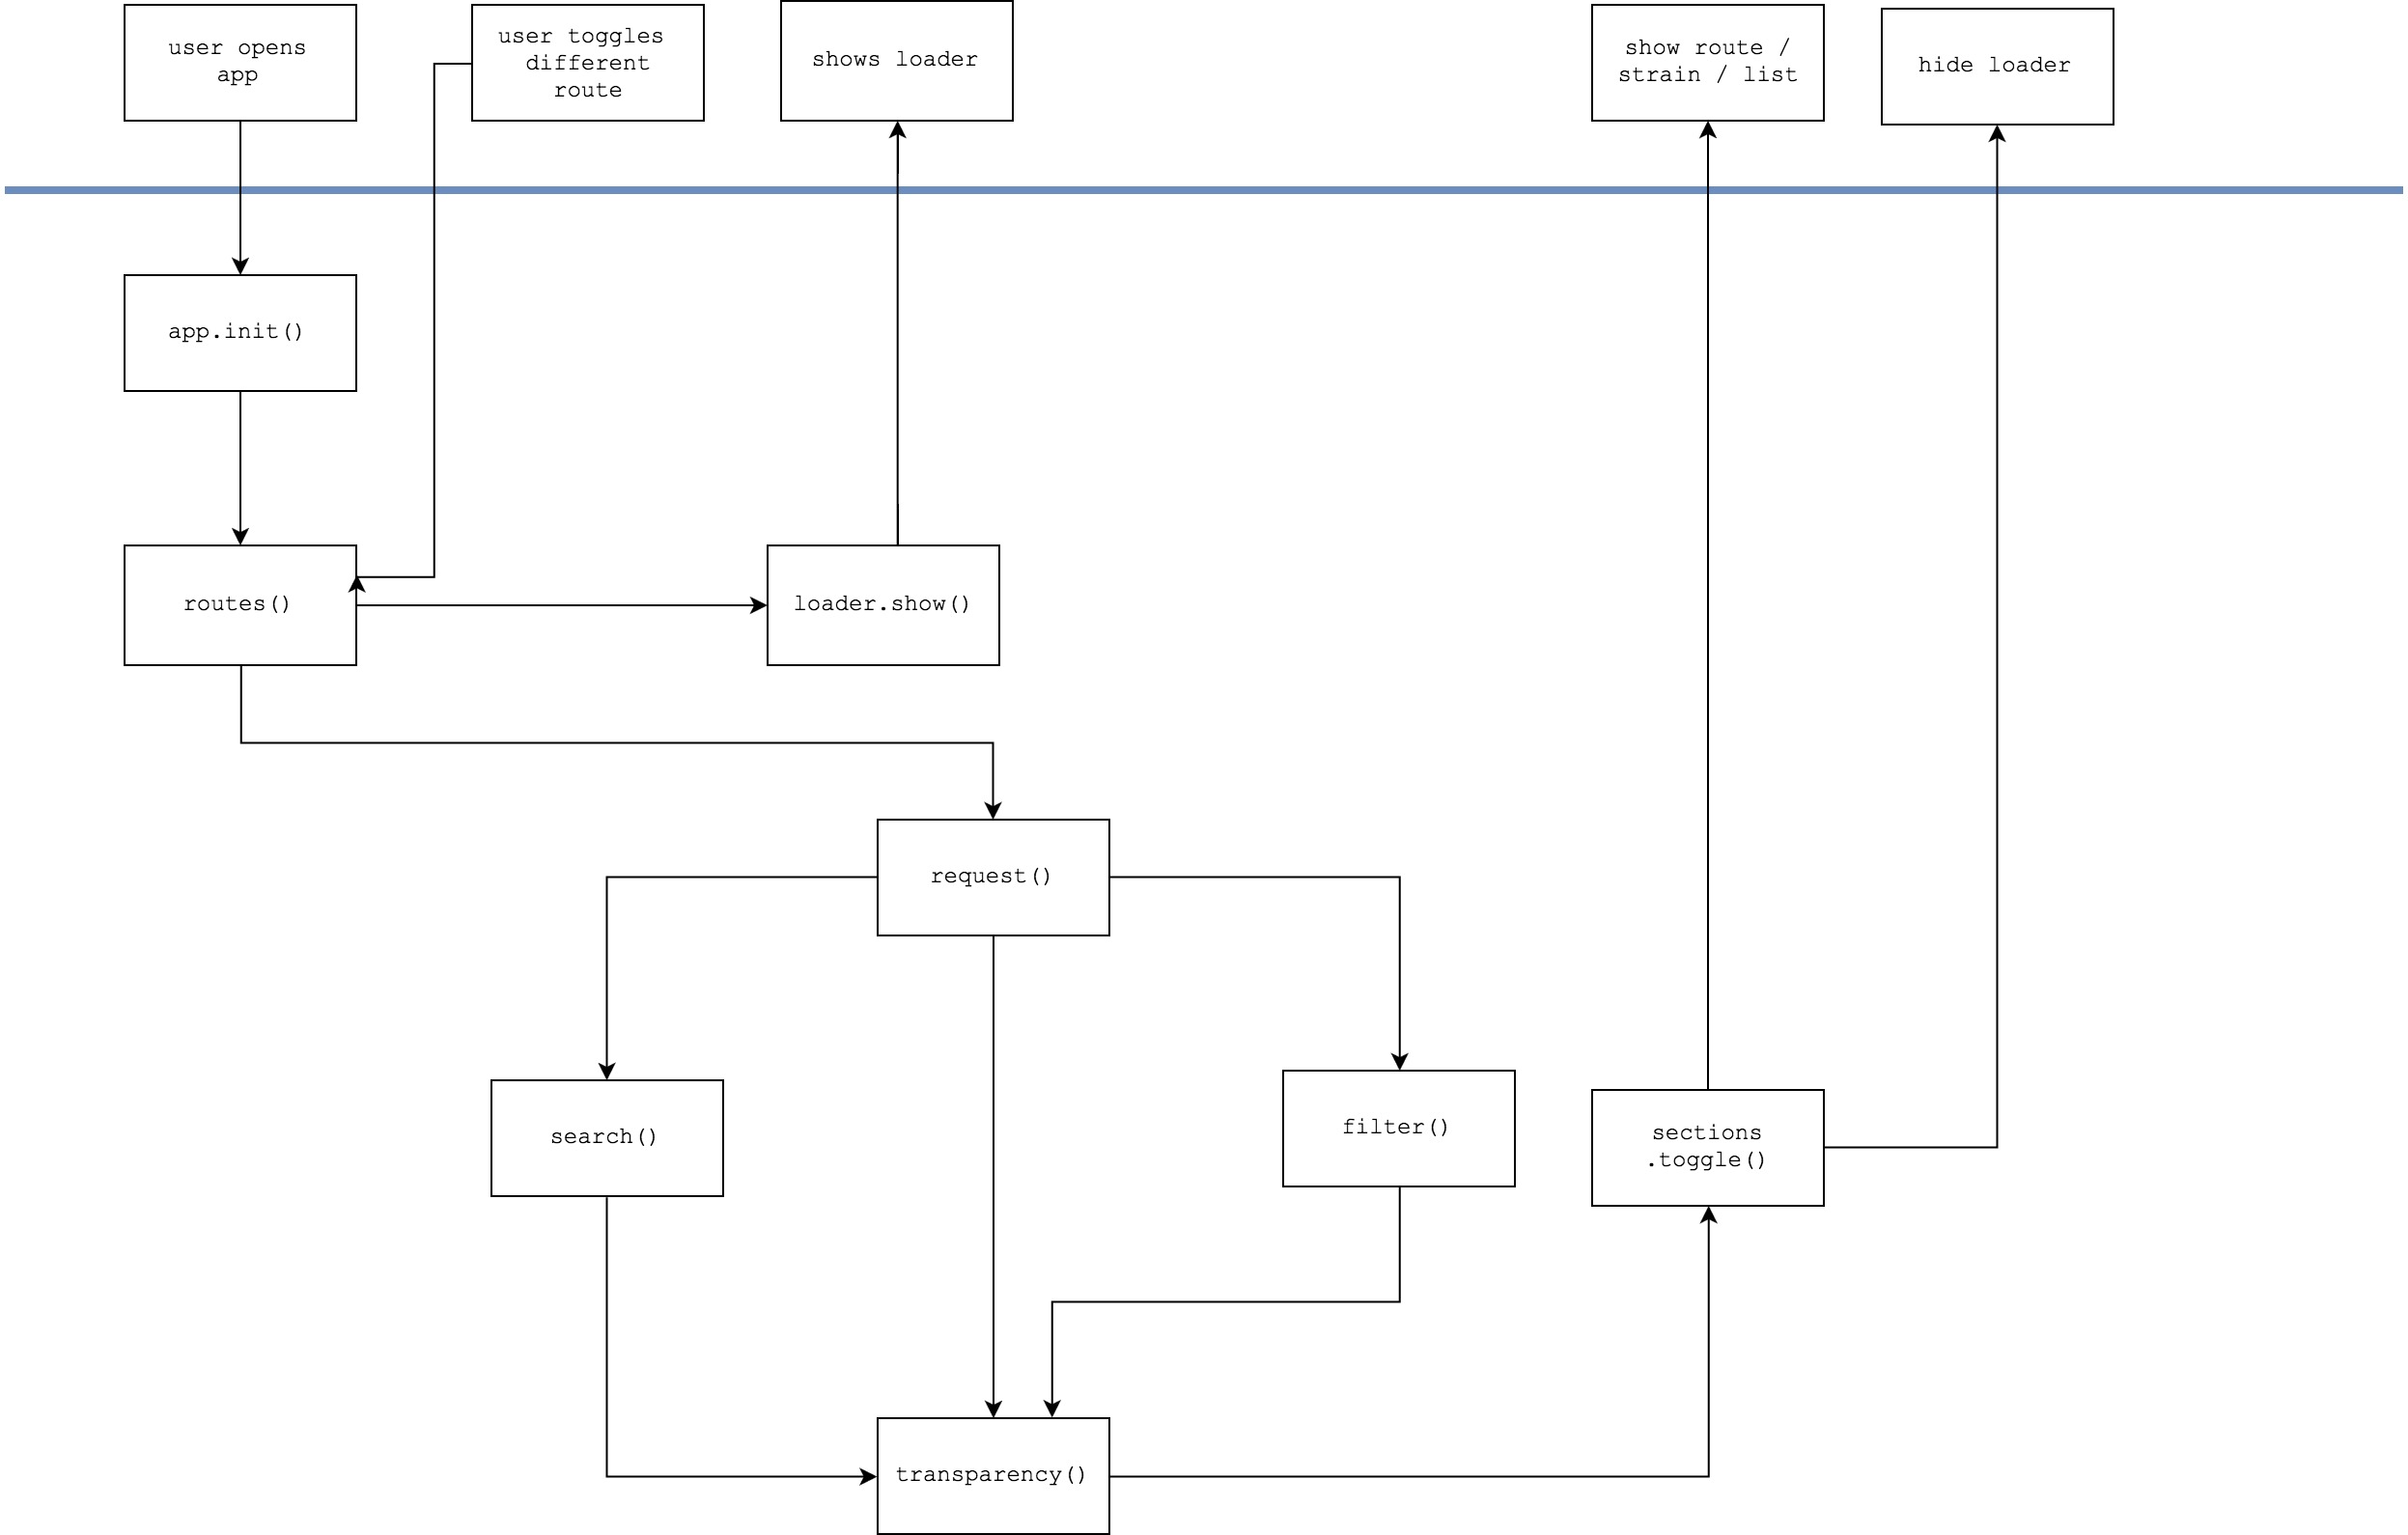 user opens
app
user toggles
different
route
shows loader
show route /
strain / list
hide loader
app.init()
routes()
loader.show()
request()
search()
filter()
sections
.toggle()
transparency()